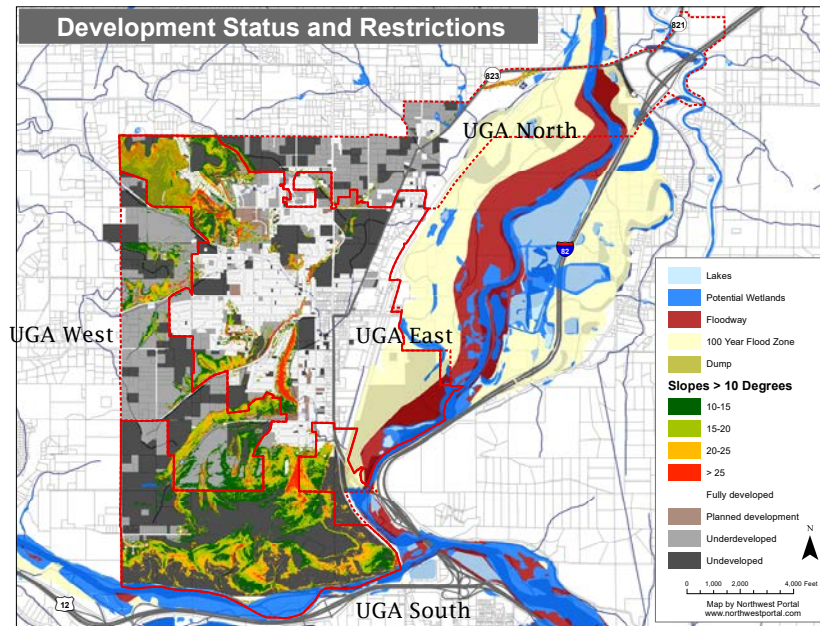 Development Status and Restrictions
821
823
UGA North
82
UGA West
UGA East
UGA South
12
Lakes
Potential Wetlands
Floodway
100 Year Flood Zone
Dump
Slopes > 10 Degrees
10-15
15-20
20-25
> 25
Fully developed
Planned development
Underdeveloped
Undeveloped
N
0 1,000 2,000 4,000 Feet
Map by Northwest Portal
www.northwestportal.com